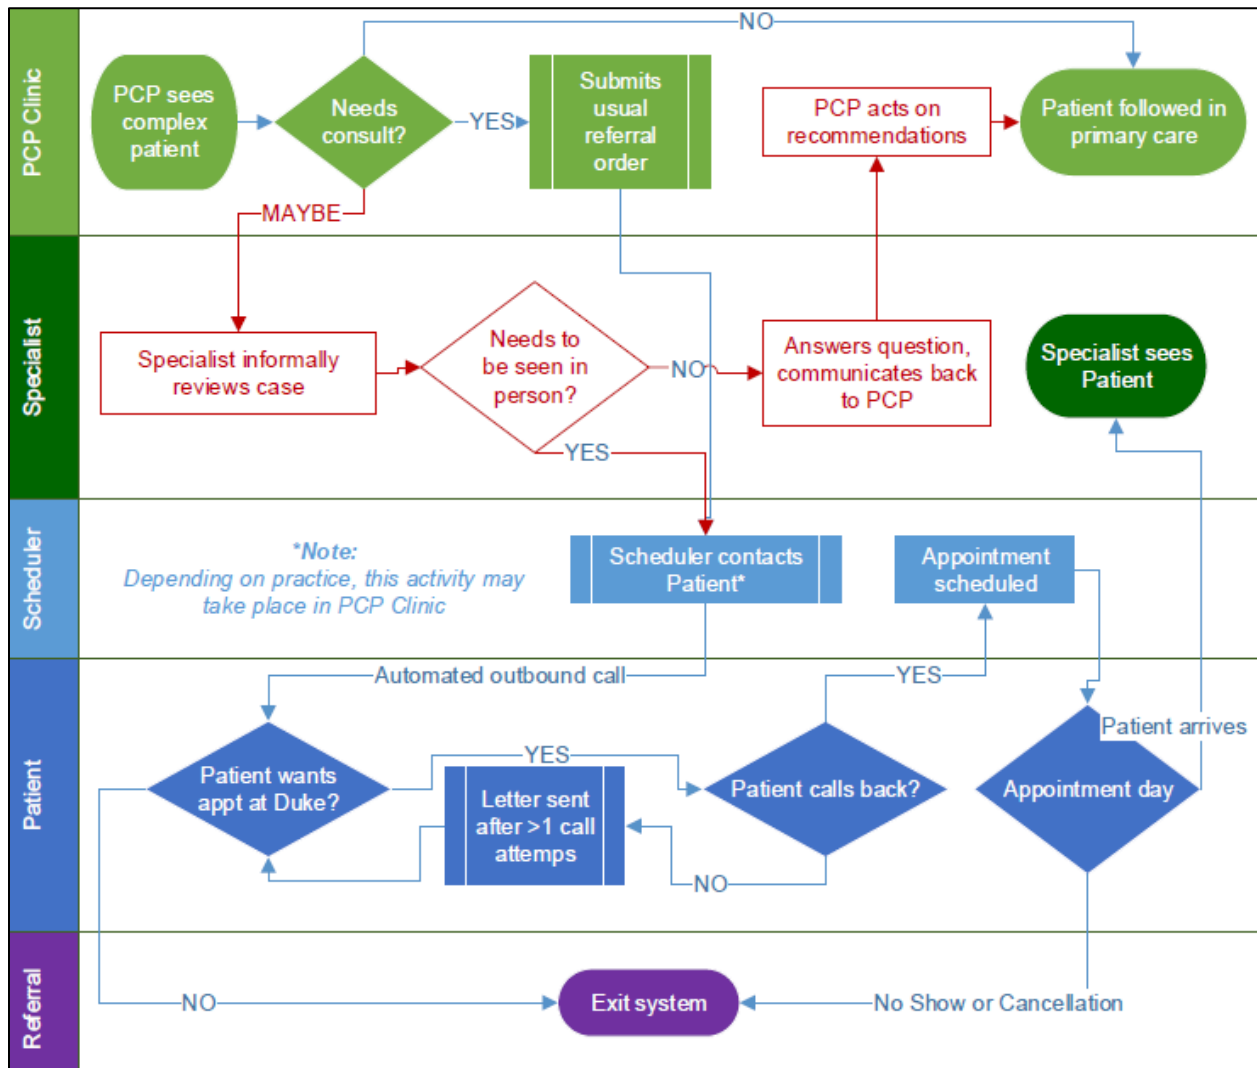 PCP Clinic
NO
PCP sees
complex
patient
Needs
consult?
YES
Submits
usual
referral
order
PCP acts on
recommendations
Patient followed in
primary care
MAYBE
Specialist
Specialist informally
reviews case
Needs to
be seen in
person?
NO
Answers question,
communicates back
to PCP
Specialist sees
Patient
YES
Scheduler
*Note:
Depending on practice, this activity may
take place in PCP Clinic
Scheduler contacts
Patient*
Appointment
scheduled
Patient
Automated outbound call
YES
Patient arrives
Patient wants
appt at Duke?
YES
Letter sent
after >1 call
attemps
Patient calls back?
Appointment day
NO
Referral
NO
Exit system
No Show or Cancellation